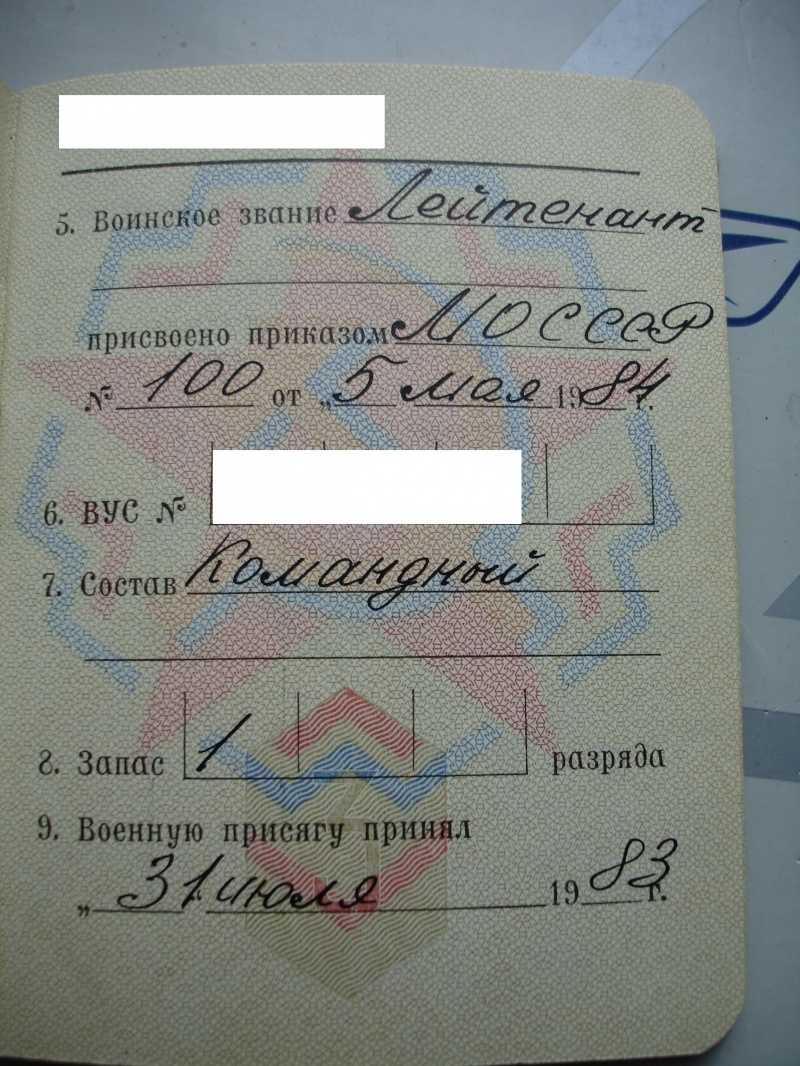 5. Воинское звание Лейтенант
присвоено приказом МО СССР
№ 100 от „5 мая 1984 г.
6. ВУС №
7. Состав Командный
8. Запас 1 разряда
9. Военную присягу принял
„31 июля 1983 г.